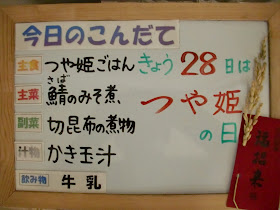 今日のこんだて
主食 つや姫ごはん
主菜 鯖のみそ煮、
さば
副菜 切昆布の煮物
汁物 かき玉汁
飲み物 牛乳
きょう 28日は
つや姫
の日